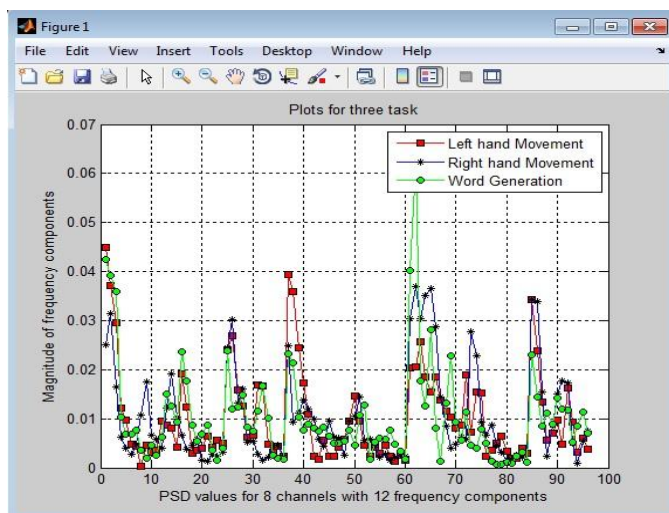 Figure 1
File Edit View Insert Tools Desktop Window Help
Plots for three task
0.07
0.06
0.05
0.04
0.03
0.02
0.01
0
Magnitude of frequency components
Left hand Movement
Right hand Movement
Word Generation
0 10 20 30 40 50 60 70 80 90 100
PSD values for 8 channels with 12 frequency components